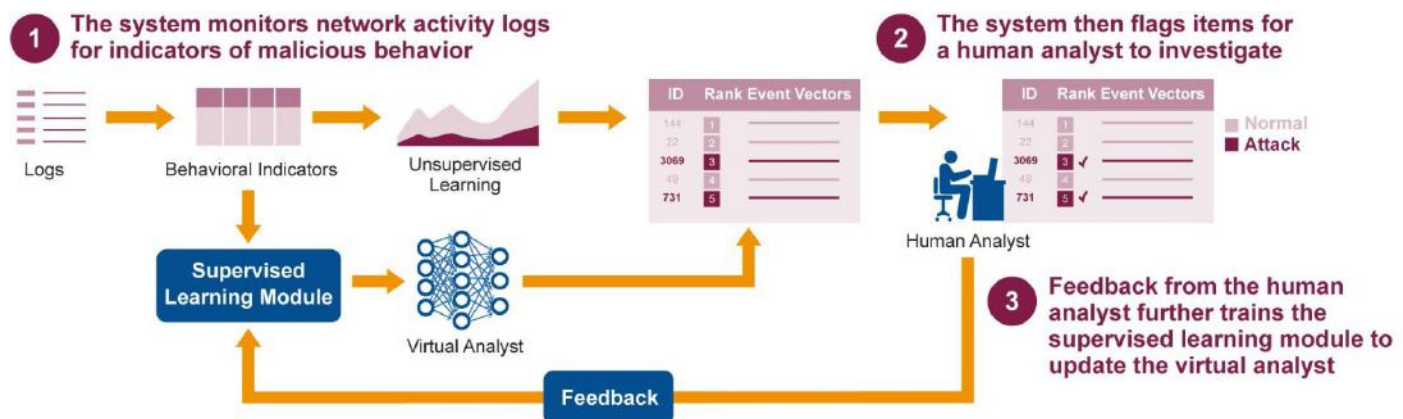 1
The system monitors network activity logs
for indicators of malicious behavior
2
The system then flags items for
a human analyst to investigate
Logs
Behavioral Indicators
Unsupervised
Learning
ID Rank Event Vectors
144 1
22 2
3069 3
49 4
731 5
ID Rank Event Vectors
144 1
22 2
3069 3 ✓
49 4
731 5 ✓
Normal
Attack
Human Analyst
Supervised
Learning Module
Virtual Analyst
3
Feedback from the human
analyst further trains the
supervised learning module to
update the virtual analyst
Feedback